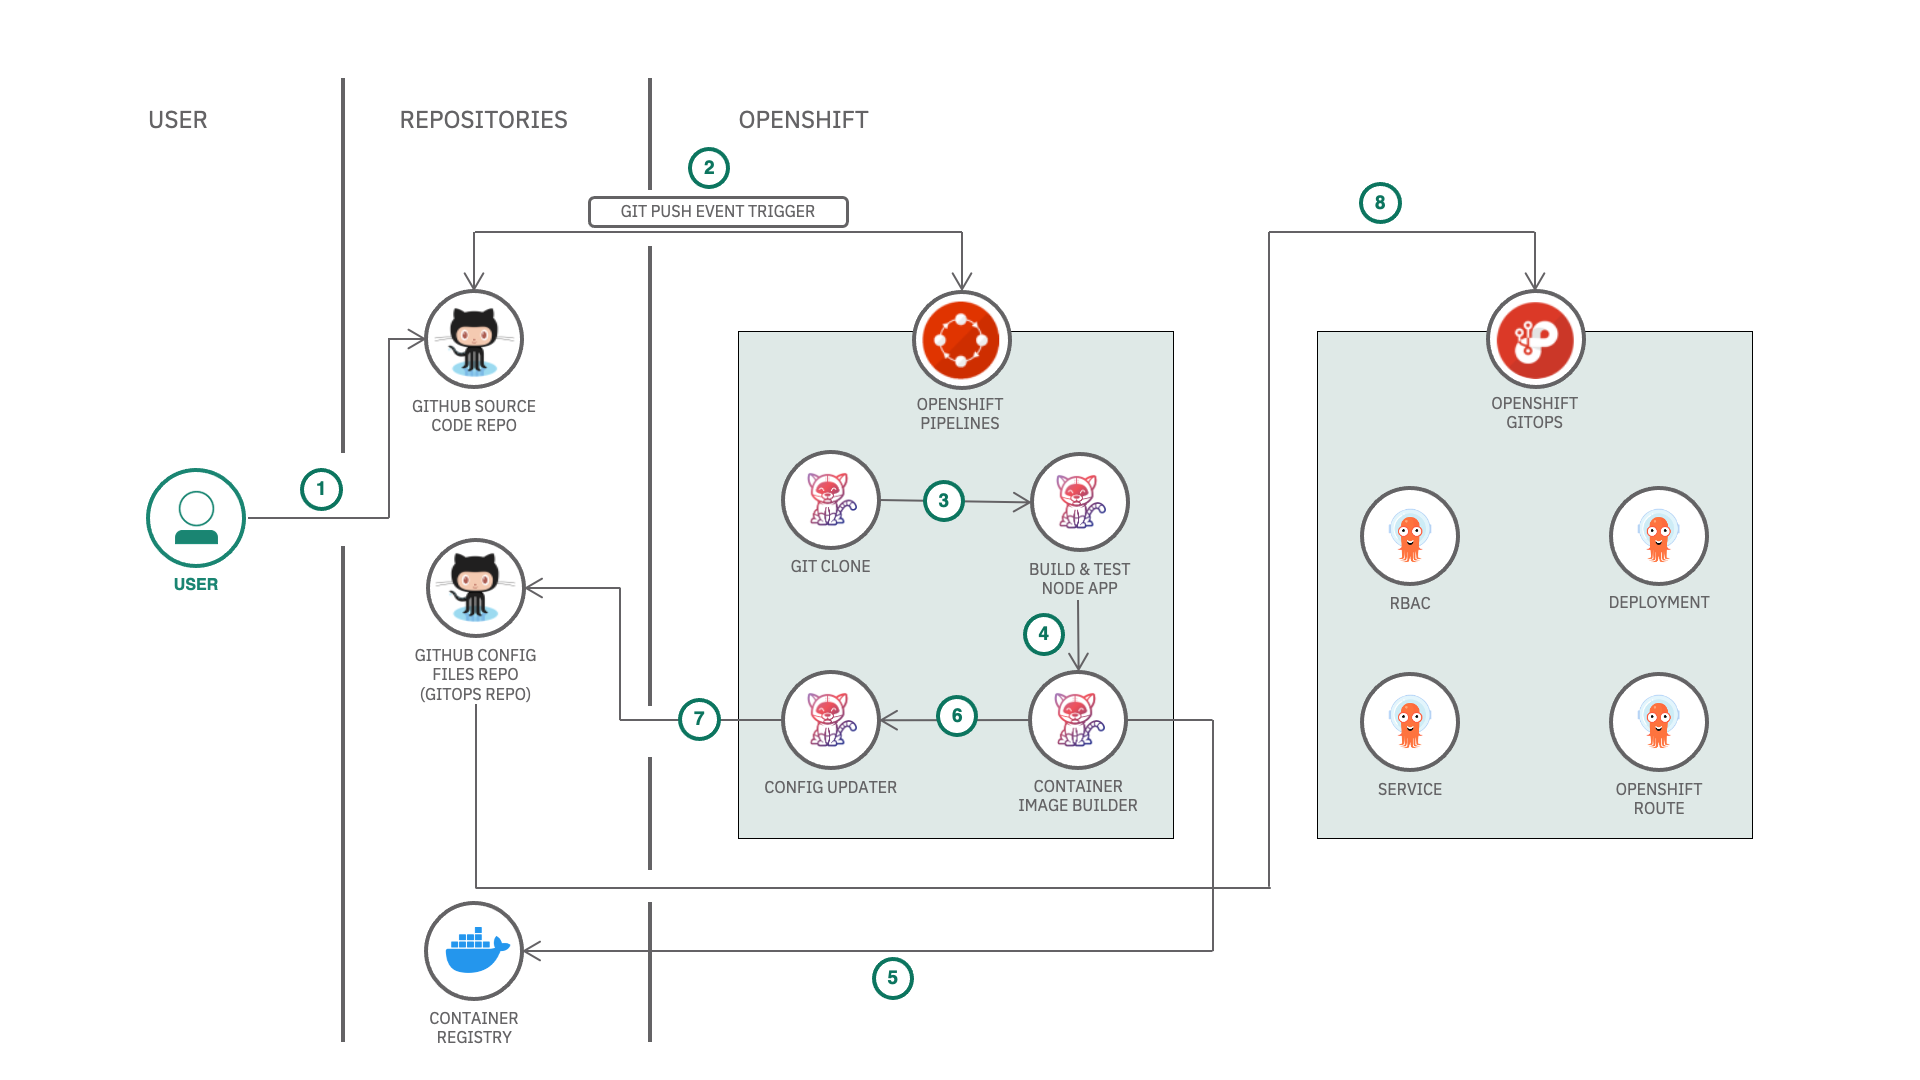 USER
REPOSITORIES
OPENSHIFT
2
GIT PUSH EVENT TRIGGER
8
GITHUB SOURCE
CODE REPO
OPENSHIFT
PIPELINES
OPENSHIFT
GITOPS
1
USER
3
GIT CLONE
BUILD & TEST
NODE APP
RBAC
DEPLOYMENT
4
GITHUB CONFIG
FILES REPO
(GITOPS REPO)
7
6
CONFIG UPDATER
CONTAINER
IMAGE BUILDER
SERVICE
OPENSHIFT
ROUTE
5
CONTAINER
REGISTRY